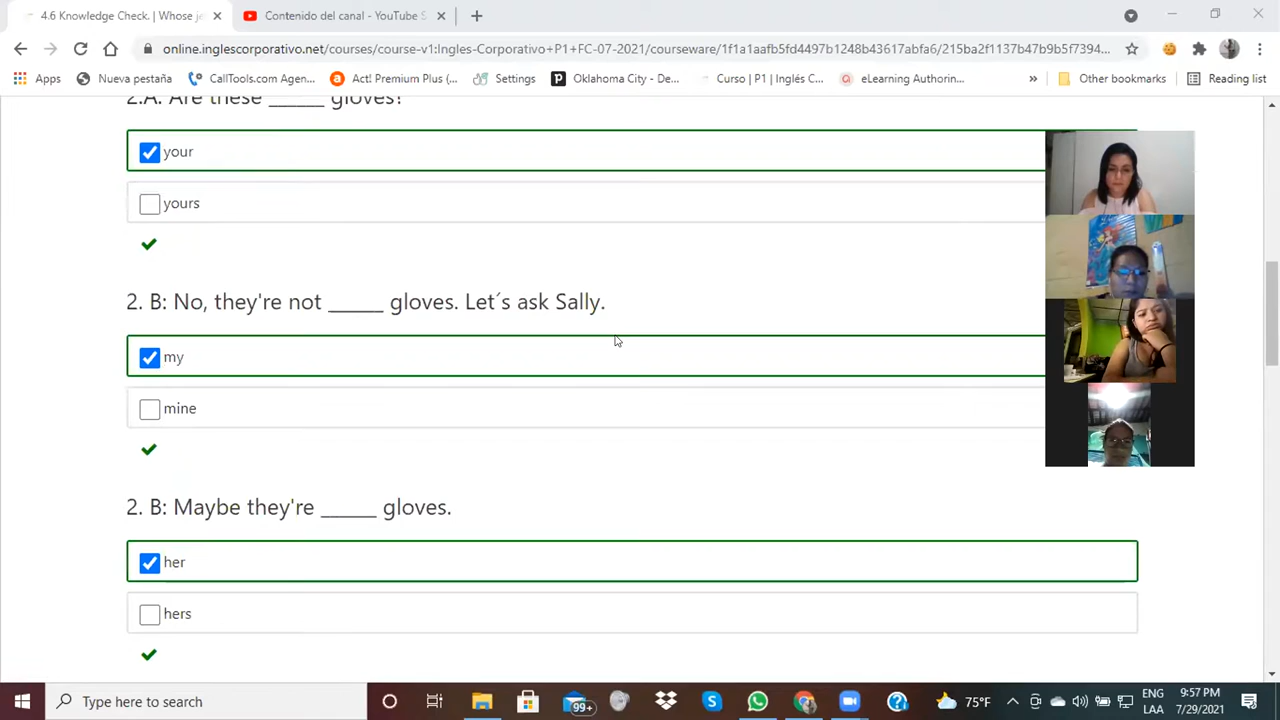 4.6 Knowledge Check. | Whose je
Contenido del canal - YouTube S
online.inglescorporativo.net/courses/course-v1:Ingles-Corporativo+P1+FC-07-2021/courseware/1f1a1aafb5fd4497b1248b43617abfa6/215ba2f1137b47b9b5f7394...
Apps
Nueva pestaña
CallTools.com Agen...
Act! Premium Plus (...
Settings
Oklahoma City - De...
Curso | P1 | Inglés C...
eLearning Authorin...
»
Other bookmarks
Reading list
2.A: Are these ______ gloves?
your
yours
2. B: No, they're not ______ gloves. Let´s ask Sally.
my
mine
2. B: Maybe they're ______ gloves.
her
hers
Type here to search
99+
75°F
ENG
LAA
9:57 PM
7/29/2021